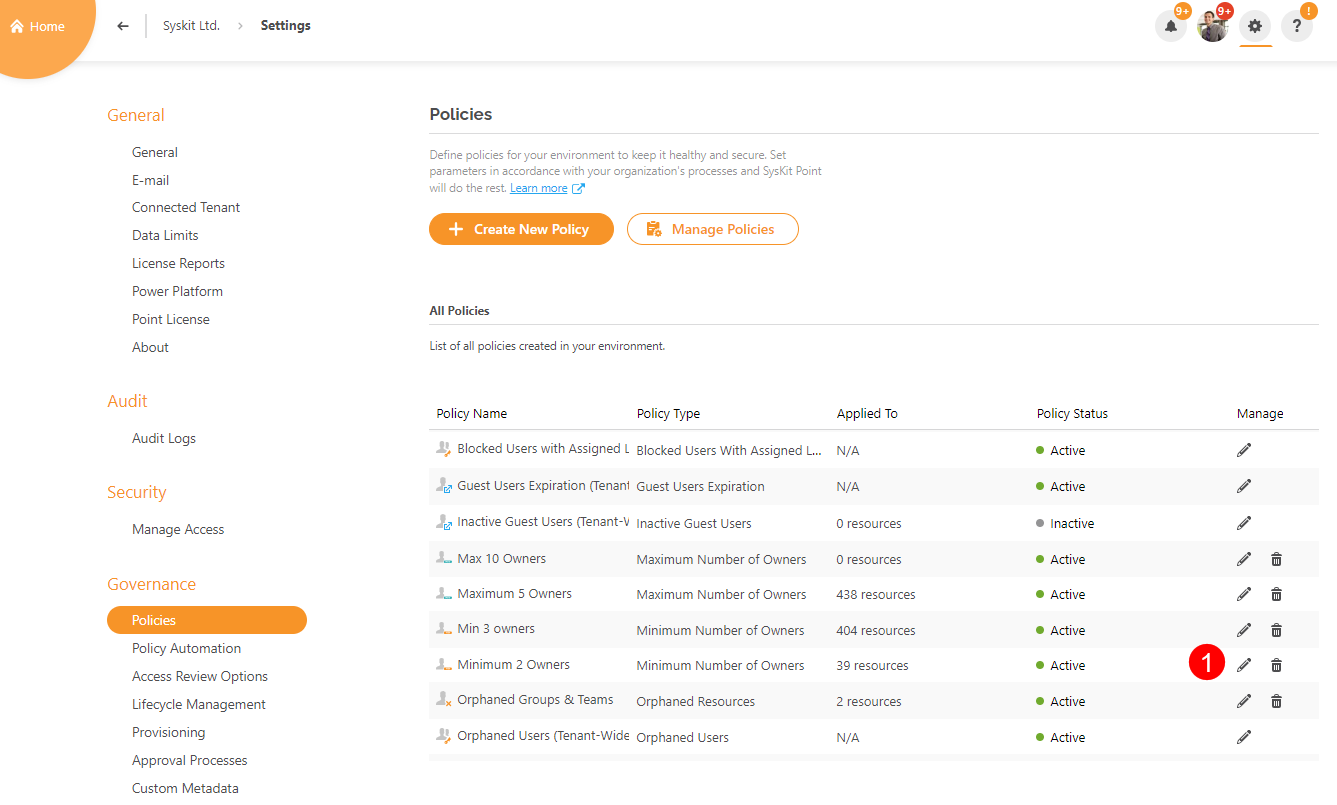 Home
Syskit Ltd. > Settings
9+
9+
!
?
General
General
E-mail
Connected Tenant
Data Limits
License Reports
Power Platform
Point License
About
Audit
Audit Logs
Security
Manage Access
Governance
Policies
Policy Automation
Access Review Options
Lifecycle Management
Provisioning
Approval Processes
Custom Metadata
Policies
Define policies for your environment to keep it healthy and secure. Set
parameters in accordance with your organization's processes and SysKit Point
will do the rest. Learn more
Create New Policy
Manage Policies
All Policies
List of all policies created in your environment.
Policy Name Policy Type Applied To Policy Status Manage
Blocked Users with Assigned L Blocked Users With Assigned L... N/A Active
Guest Users Expiration (Tenant Guest Users Expiration N/A Active
Inactive Guest Users (Tenant-W Inactive Guest Users 0 resources Inactive
Max 10 Owners Maximum Number of Owners 0 resources Active
Maximum 5 Owners Maximum Number of Owners 438 resources Active
Min 3 owners Minimum Number of Owners 404 resources Active
Minimum 2 Owners Minimum Number of Owners 39 resources Active 1
Orphaned Groups & Teams Orphaned Resources 2 resources Active
Orphaned Users (Tenant-Wide Orphaned Users N/A Active